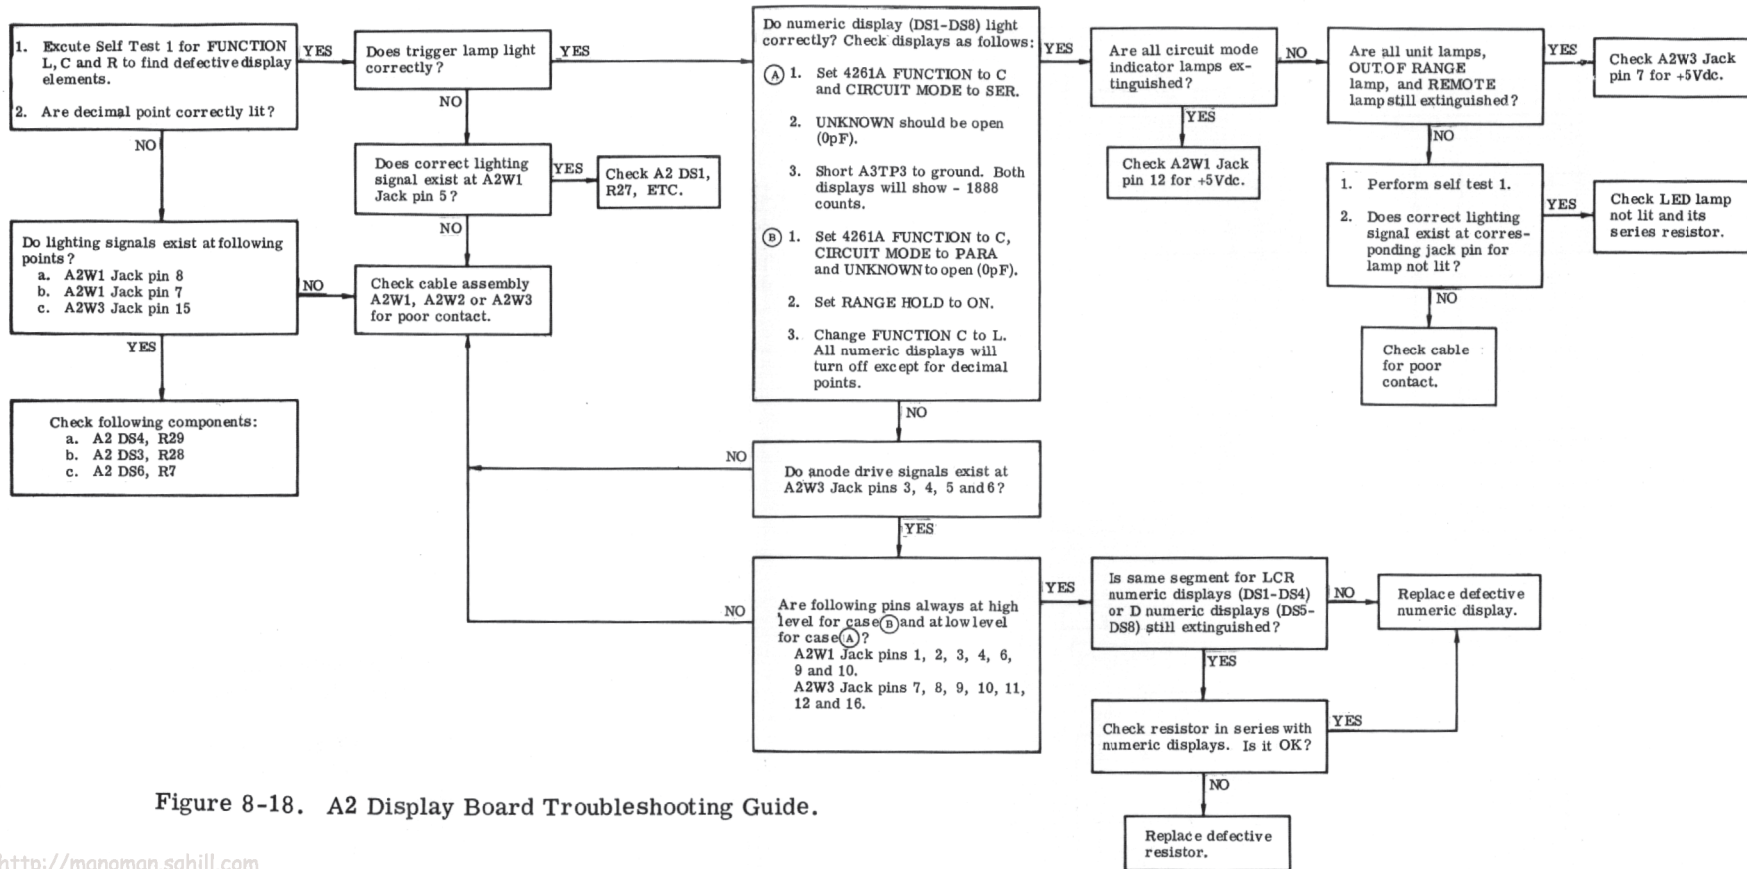 1. Excute Self Test 1 for FUNCTION
L, C and R to find defective display
elements.
2. Are decimal point correctly lit?
YES
NO
Does trigger lamp light
correctly?
YES
NO
Do numeric display (DS1-DS8) light
correctly? Check displays as follows:
(A) 1. Set 4261A FUNCTION to C
and CIRCUIT MODE to SER.
2. UNKNOWN should be open
(0pF).
3. Short A3TP3 to ground. Both
displays will show - 1888
counts.
(B) 1. Set 4261A FUNCTION to C,
CIRCUIT MODE to PARA
and UNKNOWN to open (0pF).
2. Set RANGE HOLD to ON.
3. Change FUNCTION C to L.
All numeric displays will
turn off except for decimal
points.
YES
NO
Are all circuit mode
indicator lamps ex-
tinguished?
NO
YES
Check A2W1 Jack
pin 12 for +5Vdc.
Are all unit lamps,
OUT.OF RANGE
lamp, and REMOTE
lamp still extinguished?
YES
NO
Check A2W3 Jack
pin 7 for +5Vdc.
1. Perform self test 1.
2. Does correct lighting
signal exist at corres-
ponding jack pin for
lamp not lit?
YES
NO
Check LED lamp
not lit and its
series resistor.
Check cable
for poor
contact.
Does correct lighting
signal exist at A2W1
Jack pin 5?
YES
NO
Check A2 DS1,
R27, ETC.
Do lighting signals exist at following
points?
a. A2W1 Jack pin 8
b. A2W1 Jack pin 7
c. A2W3 Jack pin 15
NO
YES
Check cable assembly
A2W1, A2W2 or A2W3
for poor contact.
Check following components:
a. A2 DS4, R29
b. A2 DS3, R28
c. A2 DS6, R7
Do anode drive signals exist at
A2W3 Jack pins 3, 4, 5 and 6?
NO
YES
Are following pins always at high
level for case (B) and at low level
for case (A)?
A2W1 Jack pins 1, 2, 3, 4, 6,
9 and 10.
A2W3 Jack pins 7, 8, 9, 10, 11,
12 and 16.
NO
YES
Is same segment for LCR
numeric displays (DS1-DS4)
or D numeric displays (DS5-
DS8) still extinguished?
NO
YES
Replace defective
numeric display.
Check resistor in series with
numeric displays. Is it OK?
YES
NO
Replace defective
resistor.
Figure 8-18. A2 Display Board Troubleshooting Guide.
http://manoman.sqhill.com